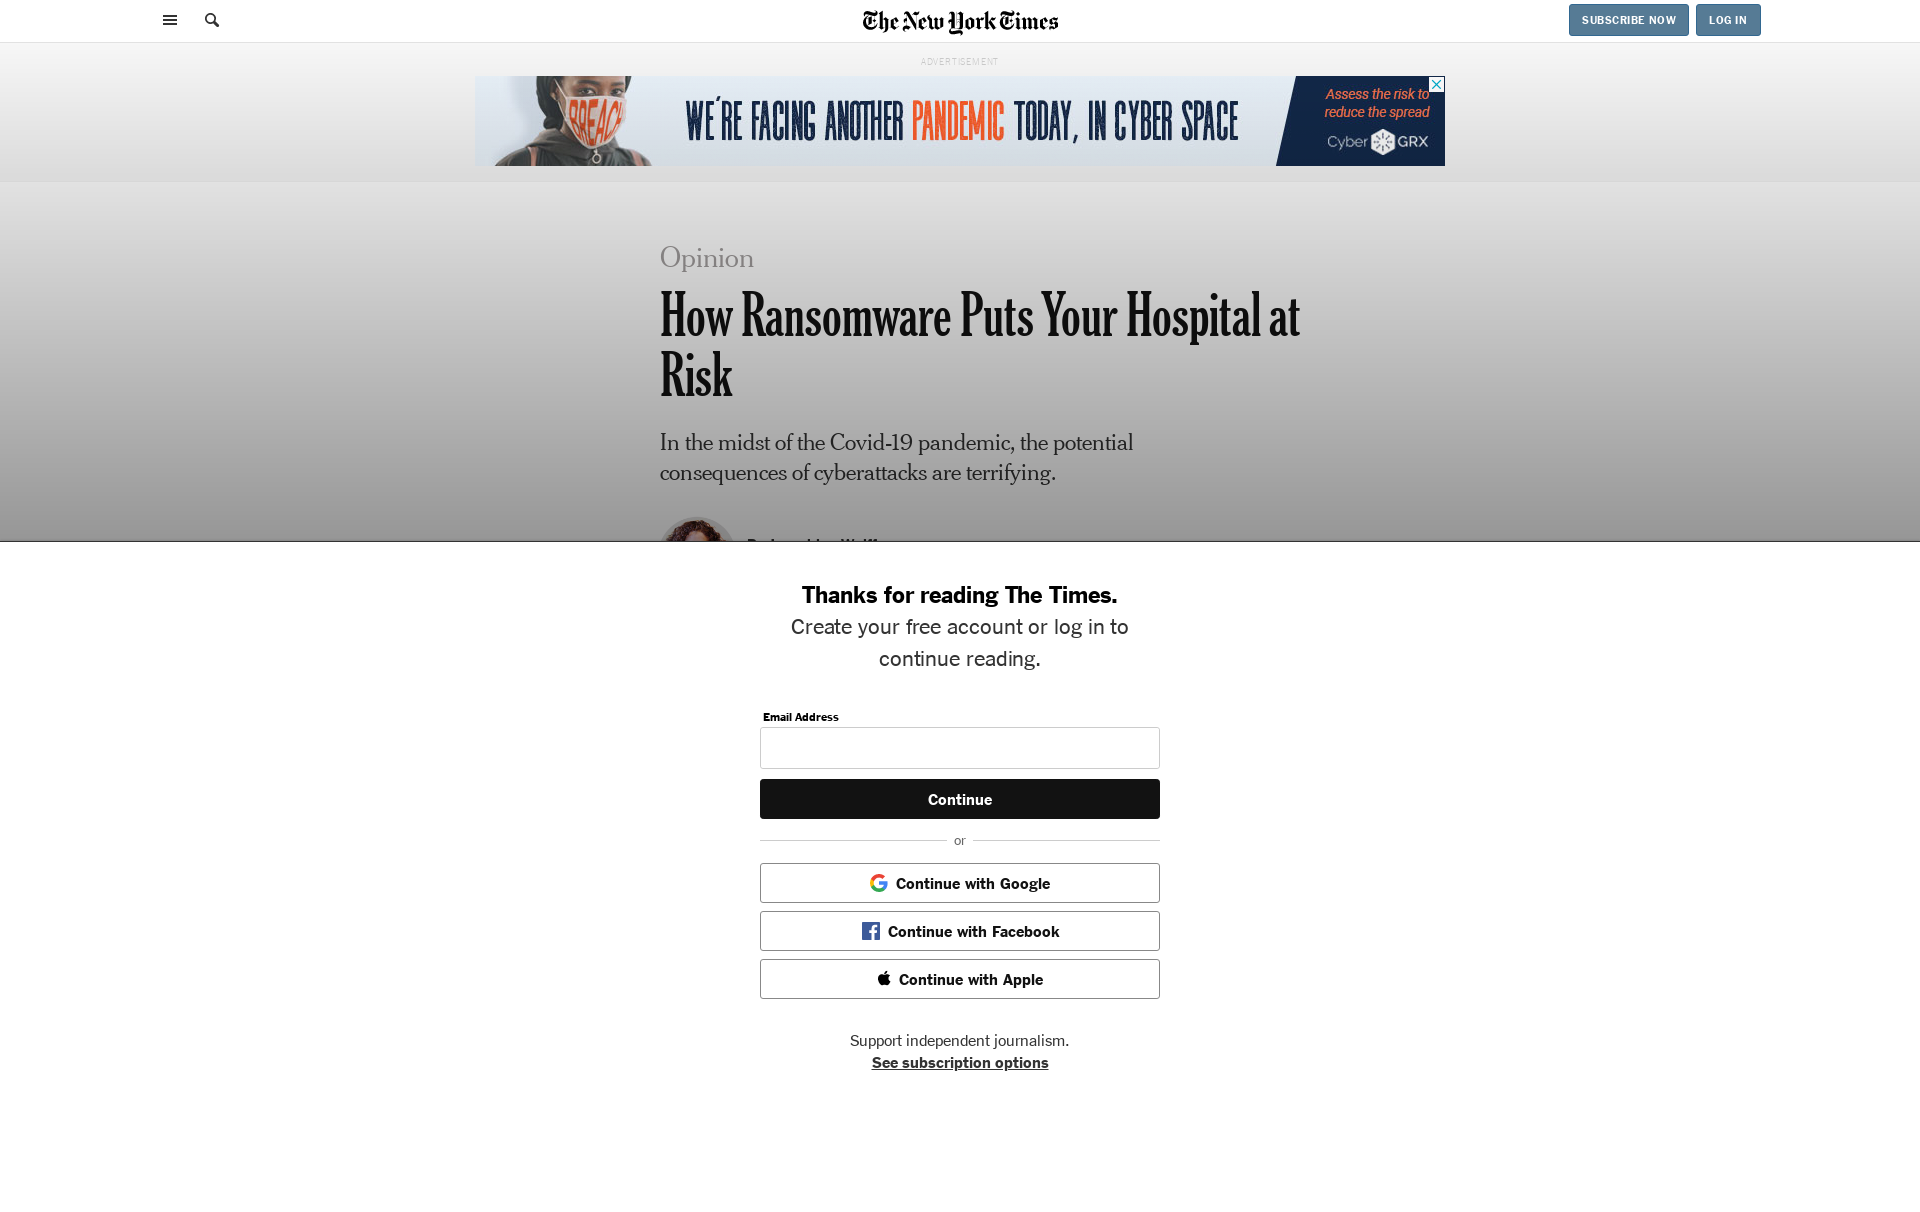 The New York Times
SUBSCRIBE NOW
LOG IN
ADVERTISEMENT
BREACH
WE'RE FACING ANOTHER PANDEMIC TODAY, IN CYBER SPACE
Assess the risk to
reduce the spread
Cyber GRX
Opinion
How Ransomware Puts Your Hospital at
Risk
In the midst of the Covid-19 pandemic, the potential
consequences of cyberattacks are terrifying.
Thanks for reading The Times.
Create your free account or log in to
continue reading.
Email Address
Continue
or
Continue with Google
Continue with Facebook
Continue with Apple
Support independent journalism.
See subscription options